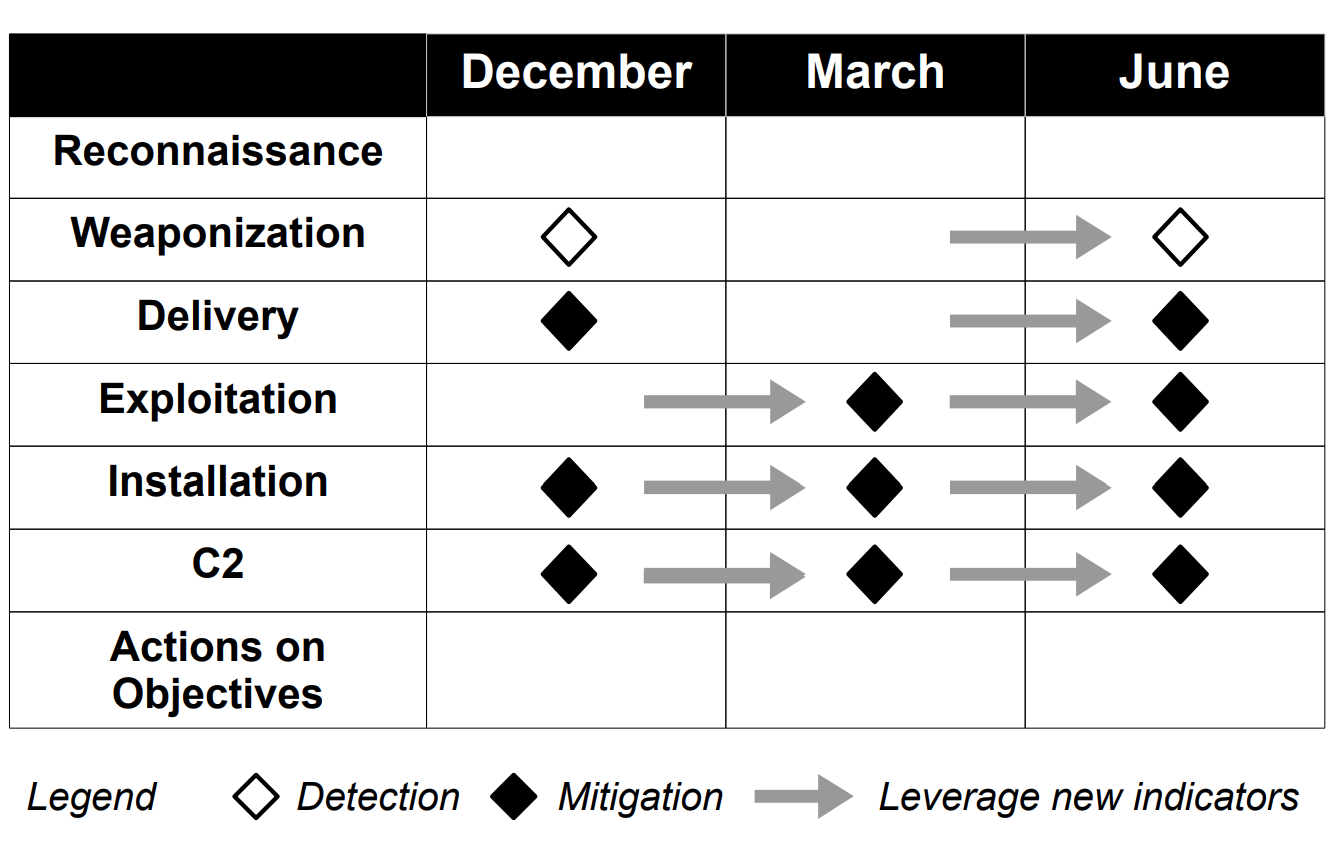 December March June
Reconnaissance
Weaponization
Delivery
Exploitation
Installation
C2
Actions on
Objectives
Legend Detection Mitigation Leverage new indicators